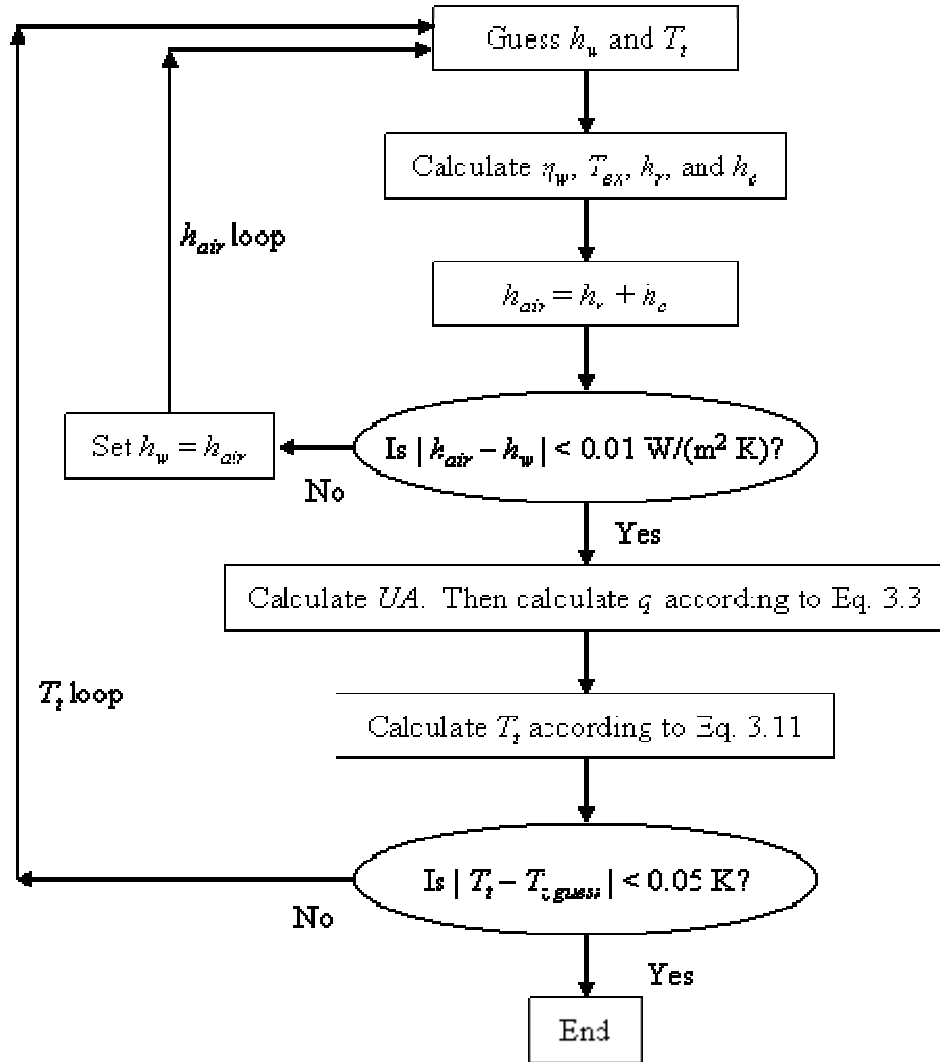 Guess h_w and T_t
Calculate η_w, T_ex, h_r, and h_c
h_air loop
h_air = h_r + h_c
Set h_w = h_air
Is | h_air – h_w | < 0.01 W/(m² K)?
No
Yes
Calculate UA. Then calculate q according to Eq. 3.3
T_t loop
Calculate T_t according to Eq. 3.11
Is | T_t – T_t,guess | < 0.05 K?
No
Yes
End